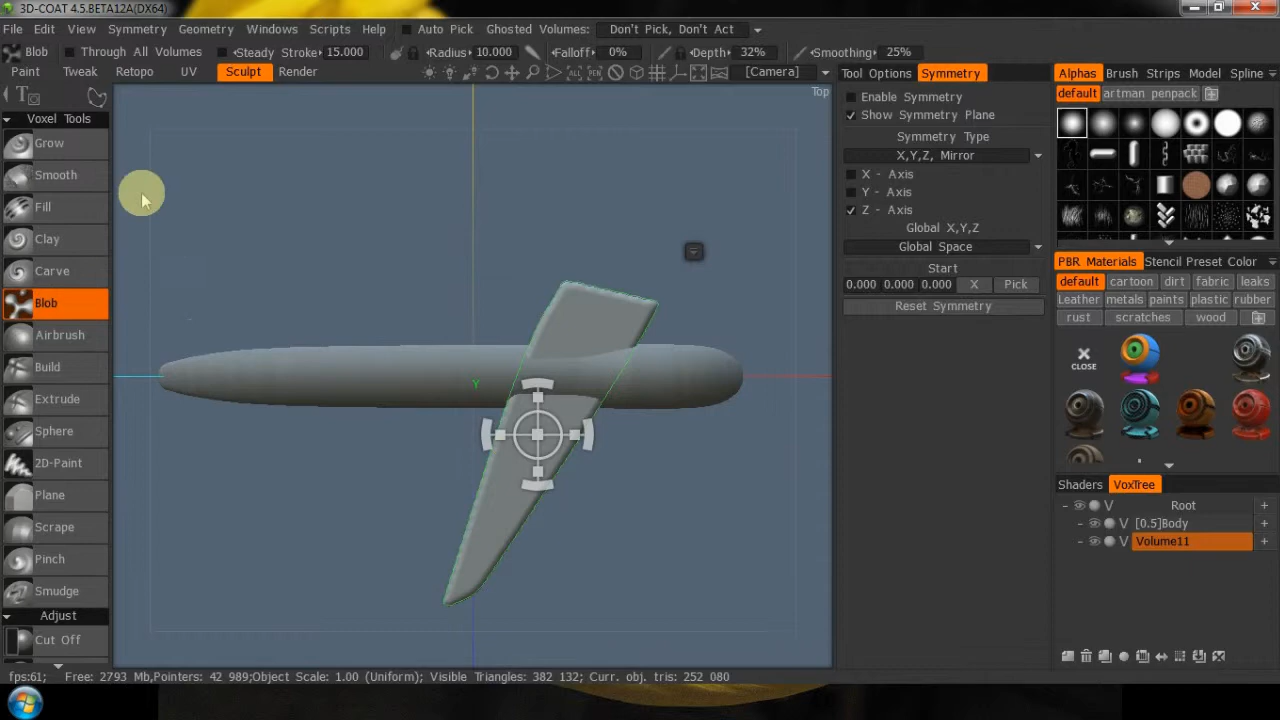 3D-COAT 4.5.BETA12A(DX64)
File Edit View Symmetry Geometry Windows Scripts Help Auto Pick Ghosted Volumes: Don't Pick, Don't Act
Blob Through All Volumes Steady Stroke: 15.000 Radius: 10.000 Falloff: 0% Depth: 32% Smoothing: 25%
Paint Tweak Retopo UV Sculpt Render ALL PEN [Camera] Tool Options Symmetry Alphas Brush Strips Model Spline
Top
default artman penpack
Voxel Tools
Grow
Smooth
Fill
Clay
Carve
Blob
Airbrush
Build
Extrude
Sphere
2D-Paint
Plane
Scrape
Pinch
Smudge
Adjust
Cut Off
Y
Enable Symmetry
Show Symmetry Plane
Symmetry Type
X,Y,Z, Mirror
X - Axis
Y - Axis
Z - Axis
Global X,Y,Z
Global Space
Start
0.000 0.000 0.000 X Pick
Reset Symmetry
PBR Materials Stencil Preset Color
default cartoon dirt fabric leaks
Leather metals paints plastic rubber
rust scratches wood
CLOSE
Shaders VoxTree
- V Root +
- V [0.5]Body +
- V Volume11 +
fps:61; Free: 2793 Mb,Pointers: 42 989;Object Scale: 1.00 (Uniform); Visible Triangles: 382 132; Curr. obj. tris: 252 080